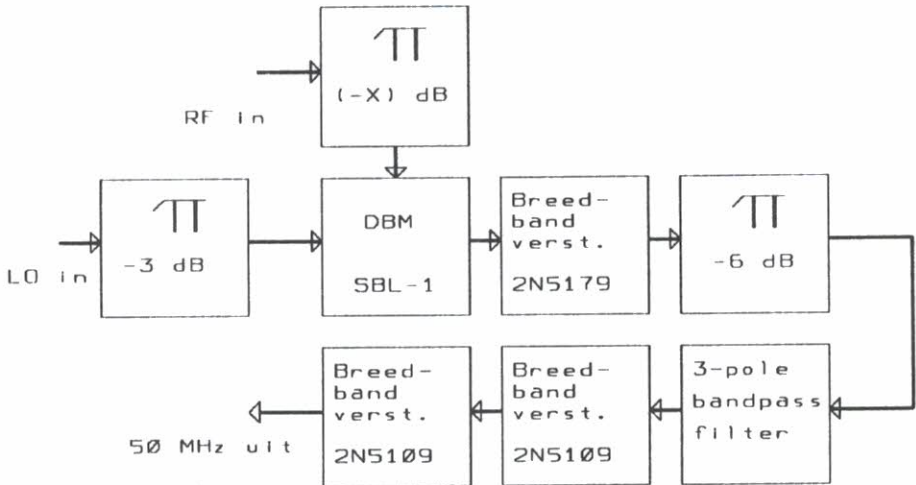 (-X) dB
RF in
LO in
-3 dB
DBM
SBL-1
Breed-
band
verst.
2N5179
-6 dB
3-pole
bandpass
filter
Breed-
band
verst.
2N5109
Breed-
band
verst.
2N5109
50 MHz uit